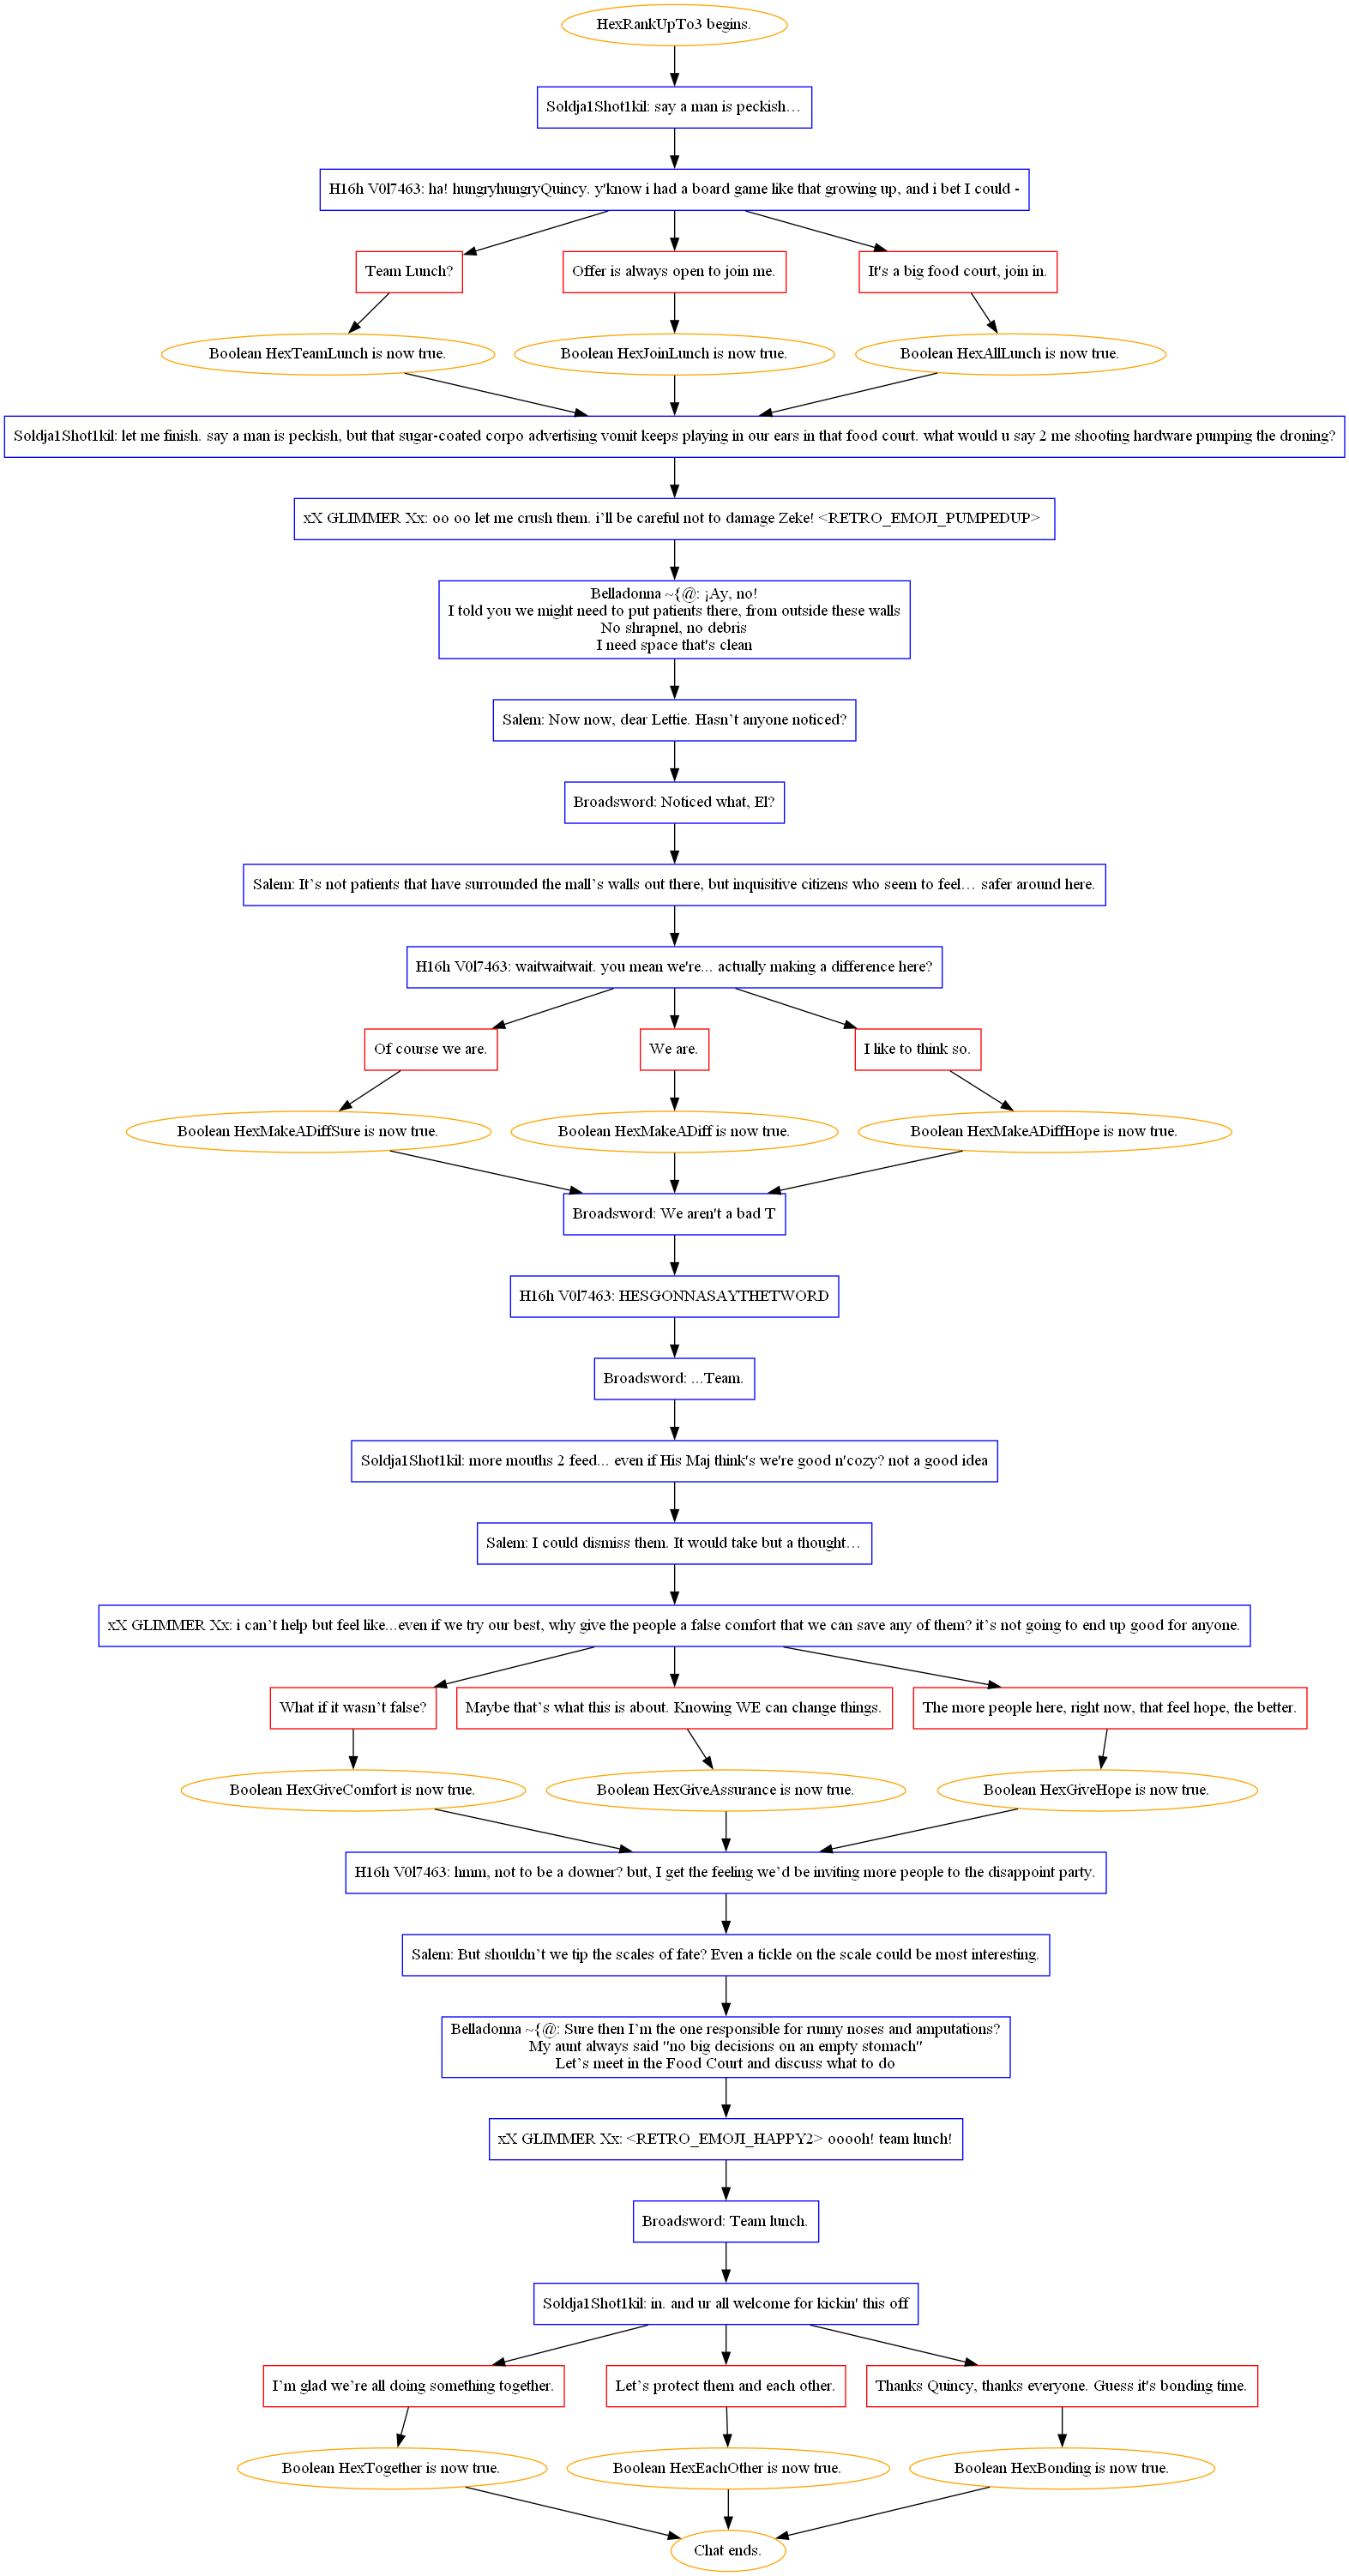 HexRankUpTo3 begins.
Soldja1Shot1kil: say a man is peckish…
H16h V0l7463: ha! hungryhungryQuincy. y'know i had a board game like that growing up, and i bet I could -
Team Lunch?
Offer is always open to join me.
It's a big food court, join in.
Boolean HexTeamLunch is now true.
Boolean HexJoinLunch is now true.
Boolean HexAllLunch is now true.
Soldja1Shot1kil: let me finish. say a man is peckish, but that sugar-coated corpo advertising vomit keeps playing in our ears in that food court. what would u say 2 me shooting hardware pumping the droning?
xX GLIMMER Xx: oo oo let me crush them. i’ll be careful not to damage Zeke! <RETRO_EMOJI_PUMPEDUP>
Belladonna ~{@: ¡Ay, no!
I told you we might need to put patients there, from outside these walls
No shrapnel, no debris
I need space that's clean
Salem: Now now, dear Lettie. Hasn’t anyone noticed?
Broadsword: Noticed what, El?
Salem: It’s not patients that have surrounded the mall’s walls out there, but inquisitive citizens who seem to feel… safer around here.
H16h V0l7463: waitwaitwait. you mean we're... actually making a difference here?
Of course we are.
We are.
I like to think so.
Boolean HexMakeADiffSure is now true.
Boolean HexMakeADiff is now true.
Boolean HexMakeADiffHope is now true.
Broadsword: We aren't a bad T
H16h V0l7463: HESGONNASAYTHETWORD
Broadsword: ...Team.
Soldja1Shot1kil: more mouths 2 feed... even if His Maj think's we're good n'cozy? not a good idea
Salem: I could dismiss them. It would take but a thought…
xX GLIMMER Xx: i can’t help but feel like...even if we try our best, why give the people a false comfort that we can save any of them? it’s not going to end up good for anyone.
What if it wasn’t false?
Maybe that’s what this is about. Knowing WE can change things.
The more people here, right now, that feel hope, the better.
Boolean HexGiveComfort is now true.
Boolean HexGiveAssurance is now true.
Boolean HexGiveHope is now true.
H16h V0l7463: hmm, not to be a downer? but, I get the feeling we’d be inviting more people to the disappoint party.
Salem: But shouldn’t we tip the scales of fate? Even a tickle on the scale could be most interesting.
Belladonna ~{@: Sure then I’m the one responsible for runny noses and amputations?
My aunt always said "no big decisions on an empty stomach"
Let’s meet in the Food Court and discuss what to do
xX GLIMMER Xx: <RETRO_EMOJI_HAPPY2> ooooh! team lunch!
Broadsword: Team lunch.
Soldja1Shot1kil: in. and ur all welcome for kickin' this off
I’m glad we’re all doing something together.
Let’s protect them and each other.
Thanks Quincy, thanks everyone. Guess it's bonding time.
Boolean HexTogether is now true.
Boolean HexEachOther is now true.
Boolean HexBonding is now true.
Chat ends.